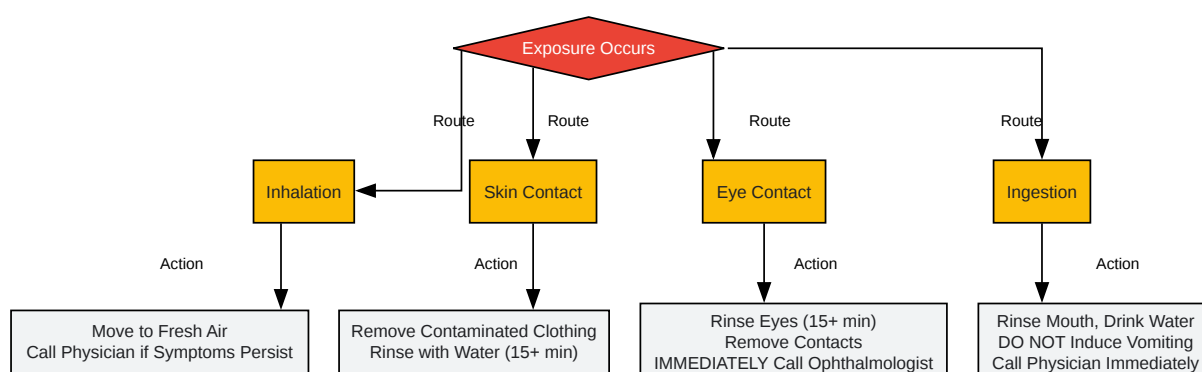 Exposure Occurs
Route
Route
Route
Route
Inhalation
Skin Contact
Eye Contact
Ingestion
Action
Action
Action
Action
Move to Fresh Air
Call Physician if Symptoms Persist
Remove Contaminated Clothing
Rinse with Water (15+ min)
Rinse Eyes (15+ min)
Remove Contacts
IMMEDIATELY Call Ophthalmologist
Rinse Mouth, Drink Water
DO NOT Induce Vomiting
Call Physician Immediately